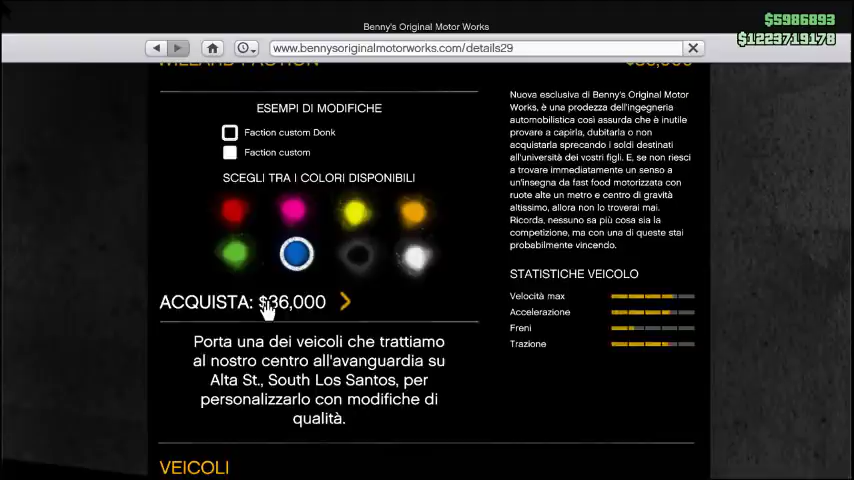 Benny's Original Motor Works
$5986893
$1223719178
www.bennysoriginalmotorworks.com/details29
WILLARD FACTION
$36,000
ESEMPI DI MODIFICHE
Faction custom Donk
Faction custom
SCEGLI TRA I COLORI DISPONIBILI
ACQUISTA: $36,000
Porta una dei veicoli che trattiamo
al nostro centro all'avanguardia su
Alta St., South Los Santos, per
personalizzarlo con modifiche di
qualità.
Nuova esclusiva di Benny's Original Motor
Works, è una prodezza dell'ingegneria
automobilistica così assurda che è inutile
provare a capirla, dubitarla o non
acquistarla sprecando i soldi destinati
all'università dei vostri figli. E, se non riesci
a trovare immediatamente un senso a
un'insegna da fast food motorizzata con
ruote alte un metro e centro di gravità
altissimo, allora non lo troverai mai.
Ricorda, nessuno sa più cosa sia la
competizione, ma con una di queste stai
probabilmente vincendo.
STATISTICHE VEICOLO
Velocità max
Accelerazione
Freni
Trazione
VEICOLI